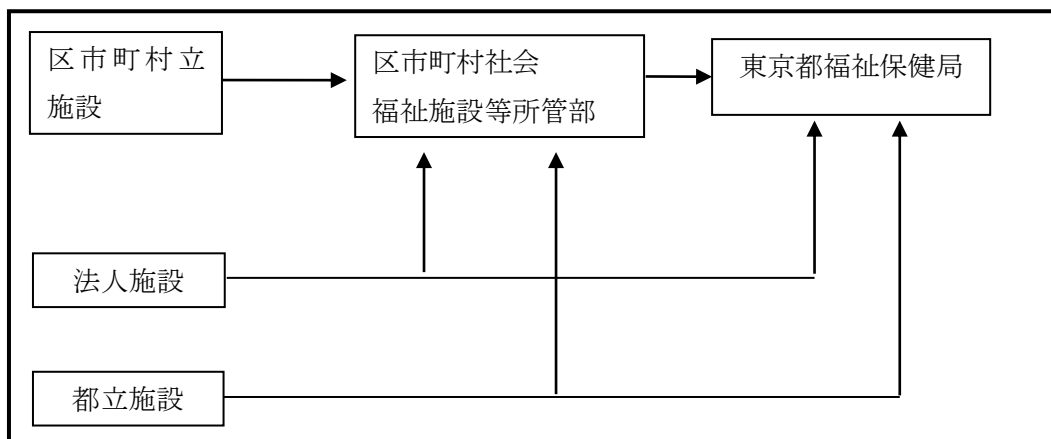 区市町村立
施設
区市町村社会
福祉施設等所管部
東京都福祉保健局
法人施設
都立施設